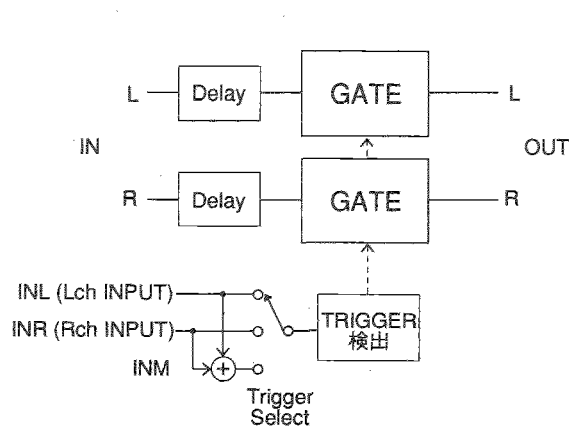 L
Delay
GATE
L
IN
OUT
R
Delay
GATE
R
INL (Lch INPUT)
INR (Rch INPUT)
INM
TRIGGER
検出
+
Trigger
Select